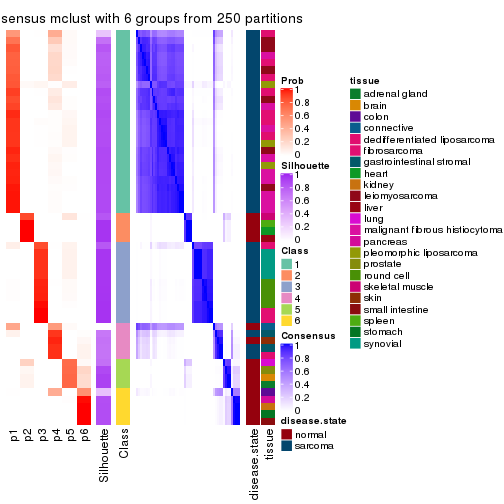 sensus mclust with 6 groups from 250 partitions
Prob
1
0.8
0.6
0.4
0.2
0
Silhouette
1
0.8
0.6
0.4
0.2
0
Class
1
2
3
4
5
6
Consensus
1
0.8
0.6
0.4
0.2
0
disease.state
normal
sarcoma
tissue
adrenal gland
brain
colon
connective
dedifferentiated liposarcoma
fibrosarcoma
gastrointestinal stromal
heart
kidney
leiomyosarcoma
liver
lung
malignant fibrous histiocytoma
pancreas
pleomorphic liposarcoma
prostate
round cell
skeletal muscle
skin
small intestine
spleen
stomach
synovial
p1
p2
p3
p4
p5
p6
Silhouette
Class
disease.state
tissue